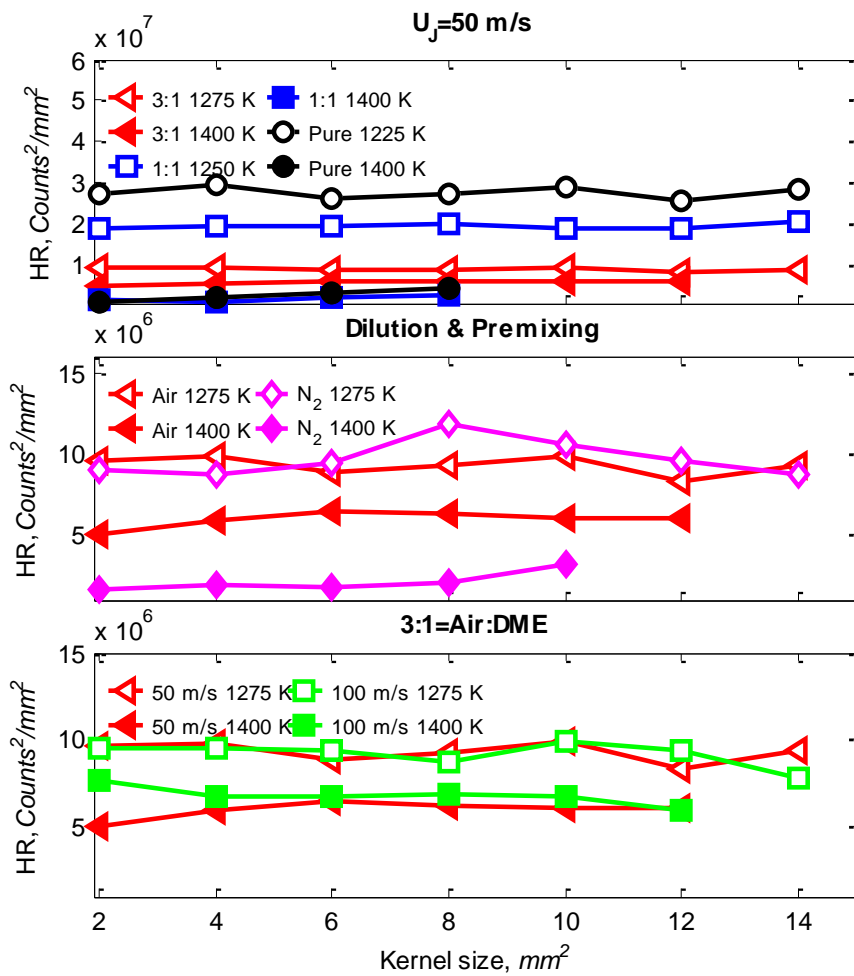 x 10^7
U_J=50 m/s
HR, Counts^2/mm^2
6
5
4
3
2
1
3:1 1275 K
3:1 1400 K
1:1 1250 K
1:1 1400 K
Pure 1225 K
Pure 1400 K
x 10^6
Dilution & Premixing
HR, Counts^2/mm^2
15
10
5
Air 1275 K
Air 1400 K
N_2 1275 K
N_2 1400 K
x 10^6
3:1=Air:DME
HR, Counts^2/mm^2
15
10
5
50 m/s 1275 K
50 m/s 1400 K
100 m/s 1275 K
100 m/s 1400 K
2 4 6 8 10 12 14
Kernel size, mm^2